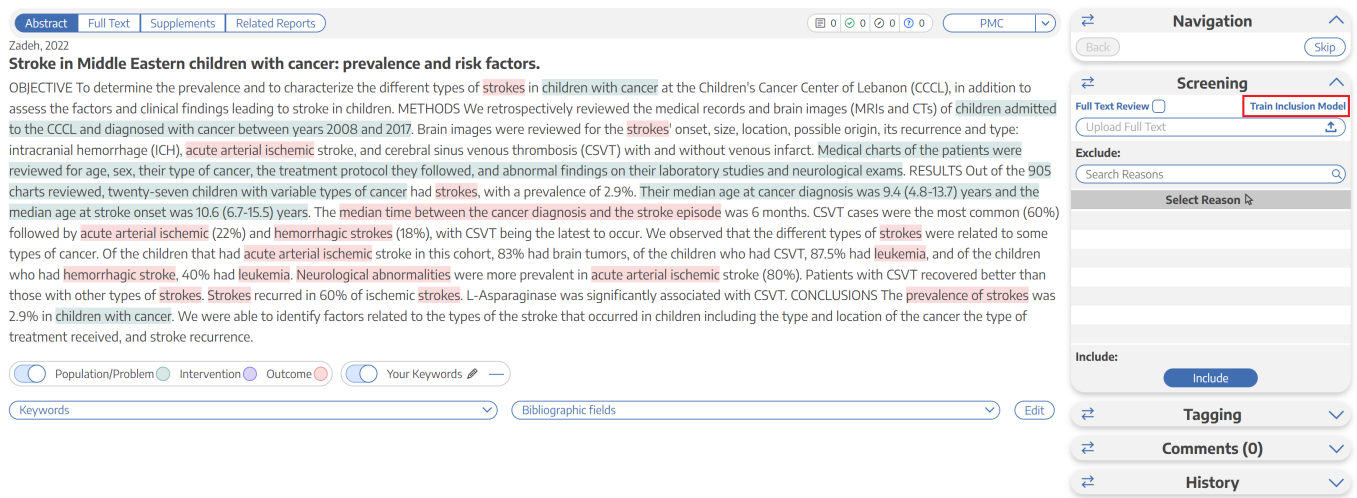 Abstract Full Text Supplements Related Reports 0 0 0 0 PMC
Zadeh, 2022
Stroke in Middle Eastern children with cancer: prevalence and risk factors.
OBJECTIVE To determine the prevalence and to characterize the different types of strokes in children with cancer at the Children's Cancer Center of Lebanon (CCCL), in addition to
assess the factors and clinical findings leading to stroke in children. METHODS We retrospectively reviewed the medical records and brain images (MRIs and CTs) of children admitted
to the CCCL and diagnosed with cancer between years 2008 and 2017. Brain images were reviewed for the strokes' onset, size, location, possible origin, its recurrence and type:
intracranial hemorrhage (ICH), acute arterial ischemic stroke, and cerebral sinus venous thrombosis (CSVT) with and without venous infarct. Medical charts of the patients were
reviewed for age, sex, their type of cancer, the treatment protocol they followed, and abnormal findings on their laboratory studies and neurological exams. RESULTS Out of the 905
charts reviewed, twenty-seven children with variable types of cancer had strokes, with a prevalence of 2.9%. Their median age at cancer diagnosis was 9.4 (4.8-13.7) years and the
median age at stroke onset was 10.6 (6.7-15.5) years. The median time between the cancer diagnosis and the stroke episode was 6 months. CSVT cases were the most common (60%)
followed by acute arterial ischemic (22%) and hemorrhagic strokes (18%), with CSVT being the latest to occur. We observed that the different types of strokes were related to some
types of cancer. Of the children that had acute arterial ischemic stroke in this cohort, 83% had brain tumors, of the children who had CSVT, 87.5% had leukemia, and of the children
who had hemorrhagic stroke, 40% had leukemia. Neurological abnormalities were more prevalent in acute arterial ischemic stroke (80%). Patients with CSVT recovered better than
those with other types of strokes. Strokes recurred in 60% of ischemic strokes. L-Asparaginase was significantly associated with CSVT. CONCLUSIONS The prevalence of strokes was
2.9% in children with cancer. We were able to identify factors related to the types of the stroke that occurred in children including the type and location of the cancer the type of
treatment received, and stroke recurrence.
Population/Problem Intervention Outcome Your Keywords
Keywords Bibliographic fields Edit
Navigation
Back Skip
Screening
Full Text Review Train Inclusion Model
Upload Full Text
Exclude:
Search Reasons
Select Reason
Include:
Include
Tagging
Comments (0)
History